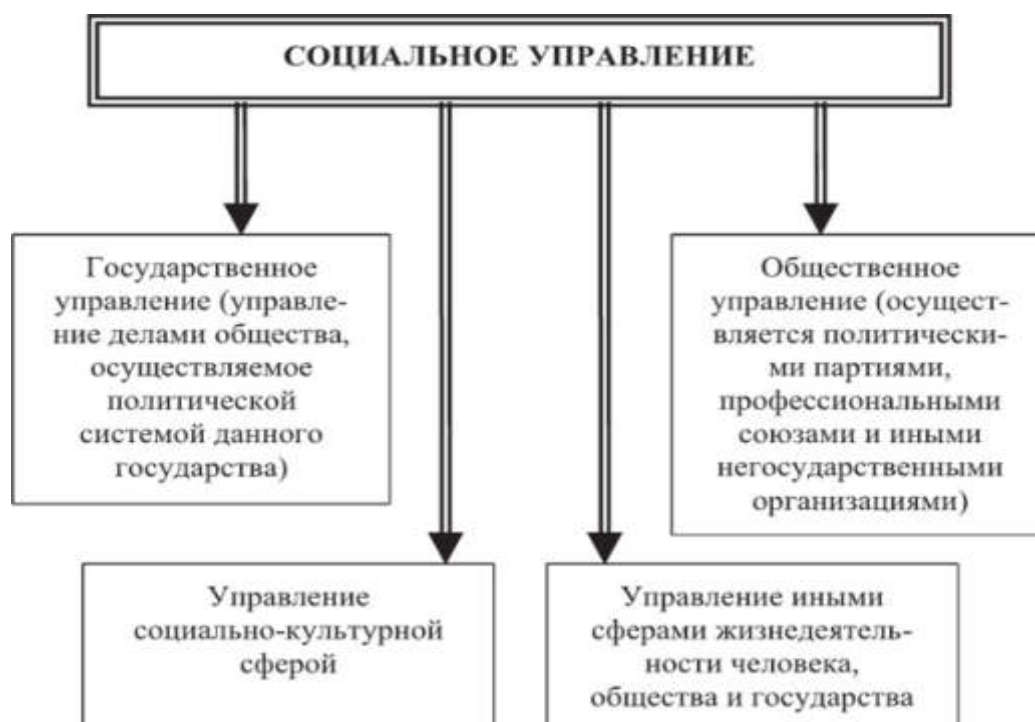 СОЦИАЛЬНОЕ УПРАВЛЕНИЕ
Государственное
управление (управле-
ние делами общества,
осуществляемое
политической
системой данного
государства)
Общественное
управление (осущест-
вляется политически-
ми партиями,
профессиональными
союзами и иными
негосударственными
организациями)
Управление
социально-культурной
сферой
Управление иными
сферами жизнедеятель-
ности человека,
общества и государства